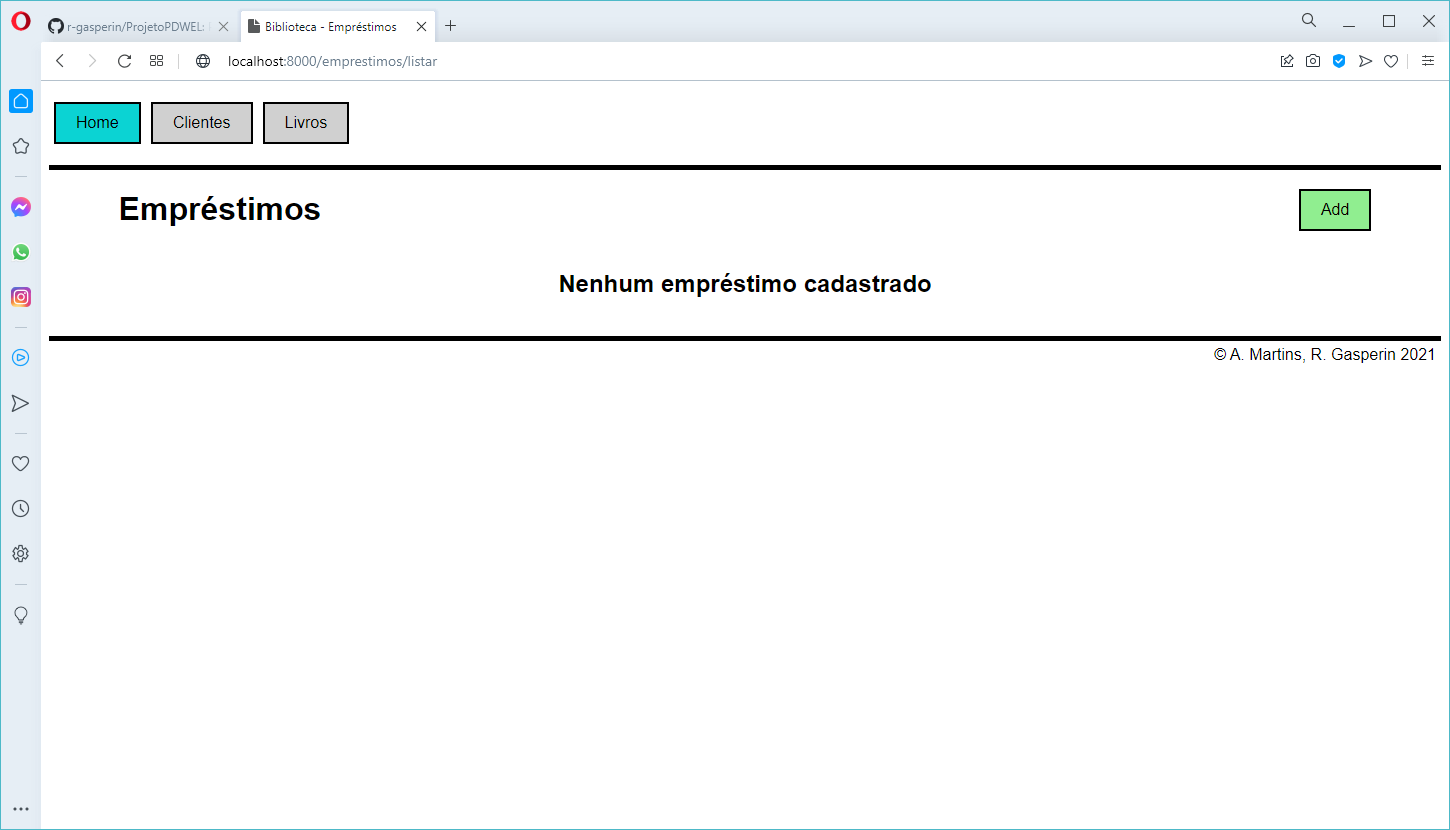 r-gasperin/ProjetoPDWEL:
Biblioteca - Empréstimos
localhost:8000/emprestimos/listar
Home
Clientes
Livros
Empréstimos
Add
Nenhum empréstimo cadastrado
© A. Martins, R. Gasperin 2021